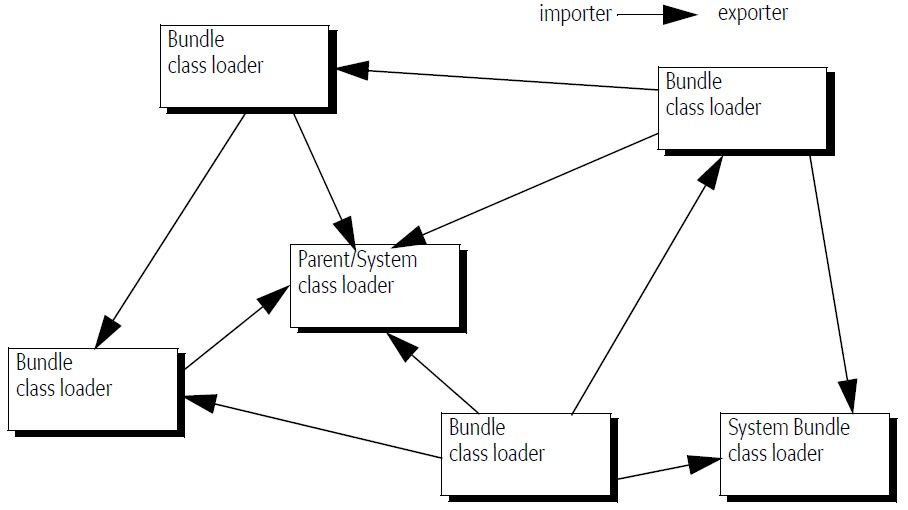 importer exporter
Bundle
class loader
Bundle
class loader
Parent/System
class loader
Bundle
class loader
Bundle
class loader
System Bundle
class loader